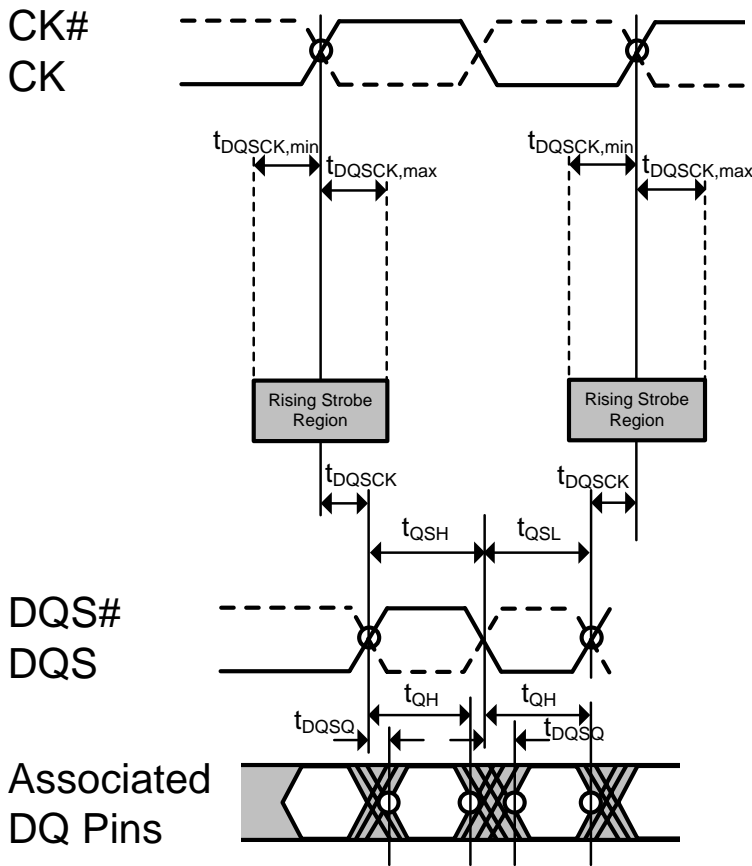 CK#
CK
tDQSCK,min
tDQSCK,max
tDQSCK,min
tDQSCK,max
Rising Strobe
Region
Rising Strobe
Region
tDQSCK
tDQSCK
tQSH
tQSL
DQS#
DQS
tQH
tQH
tDQSQ
tDQSQ
Associated
DQ Pins